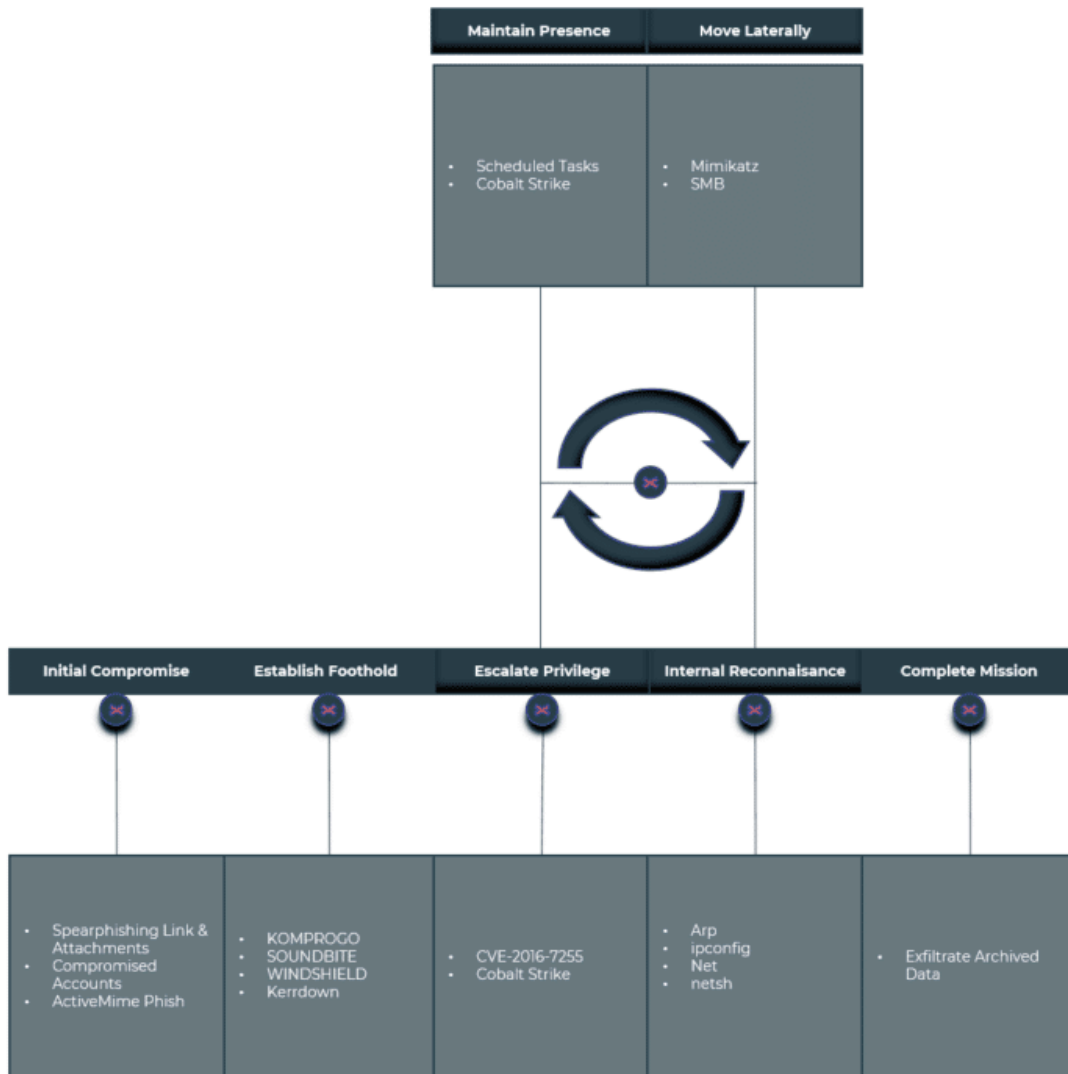 Maintain Presence
Move Laterally
• Scheduled Tasks
• Cobalt Strike
• Mimikatz
• SMB
Initial Compromise
Establish Foothold
Escalate Privilege
Internal Reconnaisance
Complete Mission
• Spearphishing Link &
Attachments
• Compromised
Accounts
• ActiveMime Phish
• KOMPROGO
• SOUNDBITE
• WINDSHIELD
• Kerrdown
• CVE-2016-7255
• Cobalt Strike
• Arp
• ipconfig
• Net
• netsh
• Exfiltrate Archived
Data